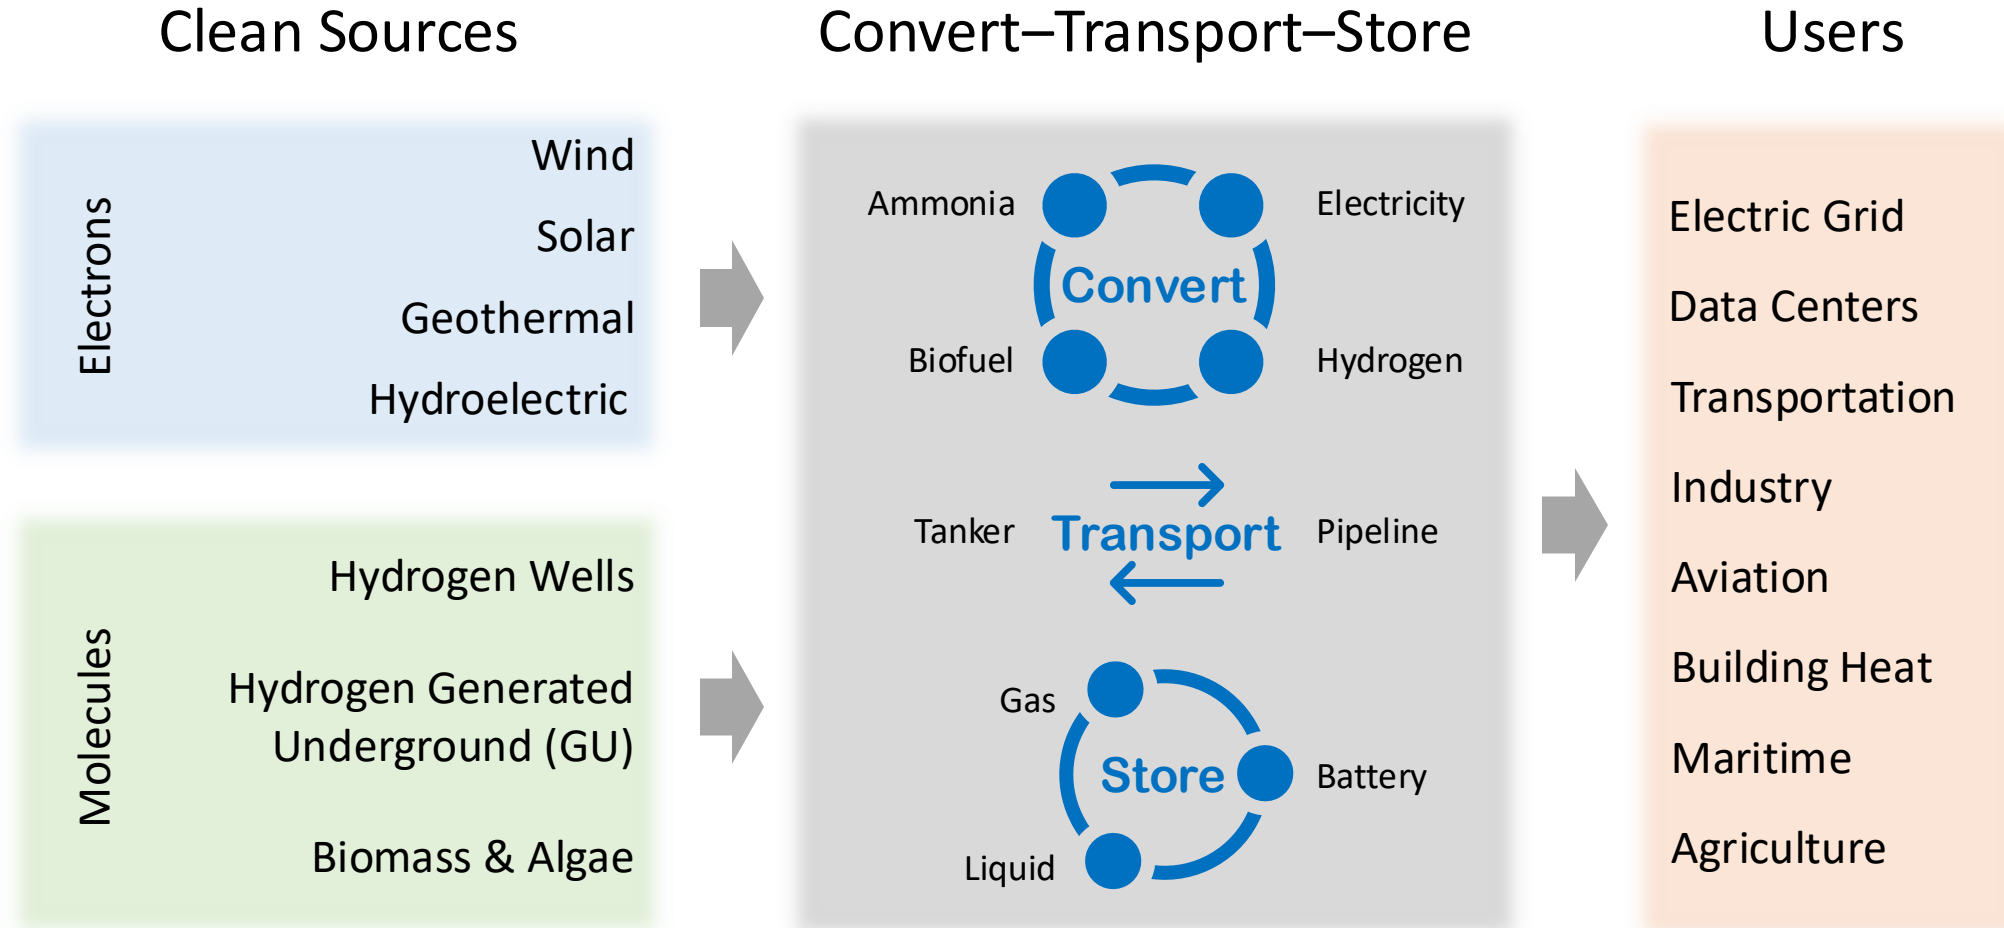 Clean Sources
Convert–Transport–Store
Users
Electrons
Wind
Solar
Geothermal
Hydroelectric
Molecules
Hydrogen Wells
Hydrogen Generated
Underground (GU)
Biomass & Algae
Ammonia
Electricity
Convert
Biofuel
Hydrogen
Tanker
Transport
Pipeline
Gas
Store
Battery
Liquid
Electric Grid
Data Centers
Transportation
Industry
Aviation
Building Heat
Maritime
Agriculture